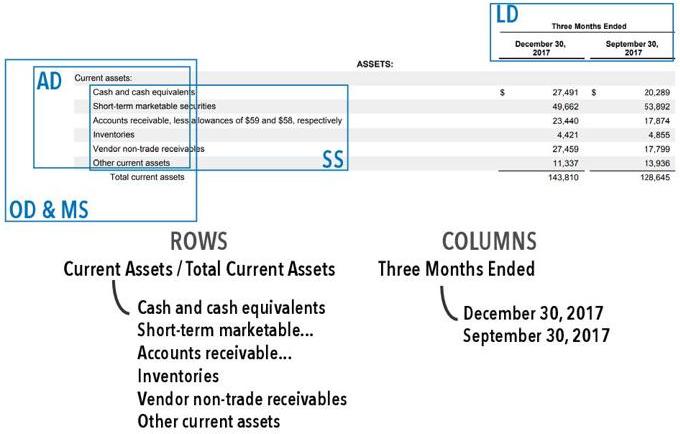 LD
Three Months Ended
December 30, 2017 September 30, 2017
ASSETS:
AD Current assets:
Cash and cash equivalents $ 27,491 $ 20,289
Short-term marketable securities 49,662 53,892
Accounts receivable, less allowances of $59 and $58, respectively 23,440 17,874
Inventories 4,421 4,855
Vendor non-trade receivables 27,459 17,799
Other current assets 11,337 13,936
SS
Total current assets 143,810 128,645
OD & MS
ROWS COLUMNS
Current Assets / Total Current Assets Three Months Ended
Cash and cash equivalents December 30, 2017
Short-term marketable... September 30, 2017
Accounts receivable...
Inventories
Vendor non-trade receivables
Other current assets